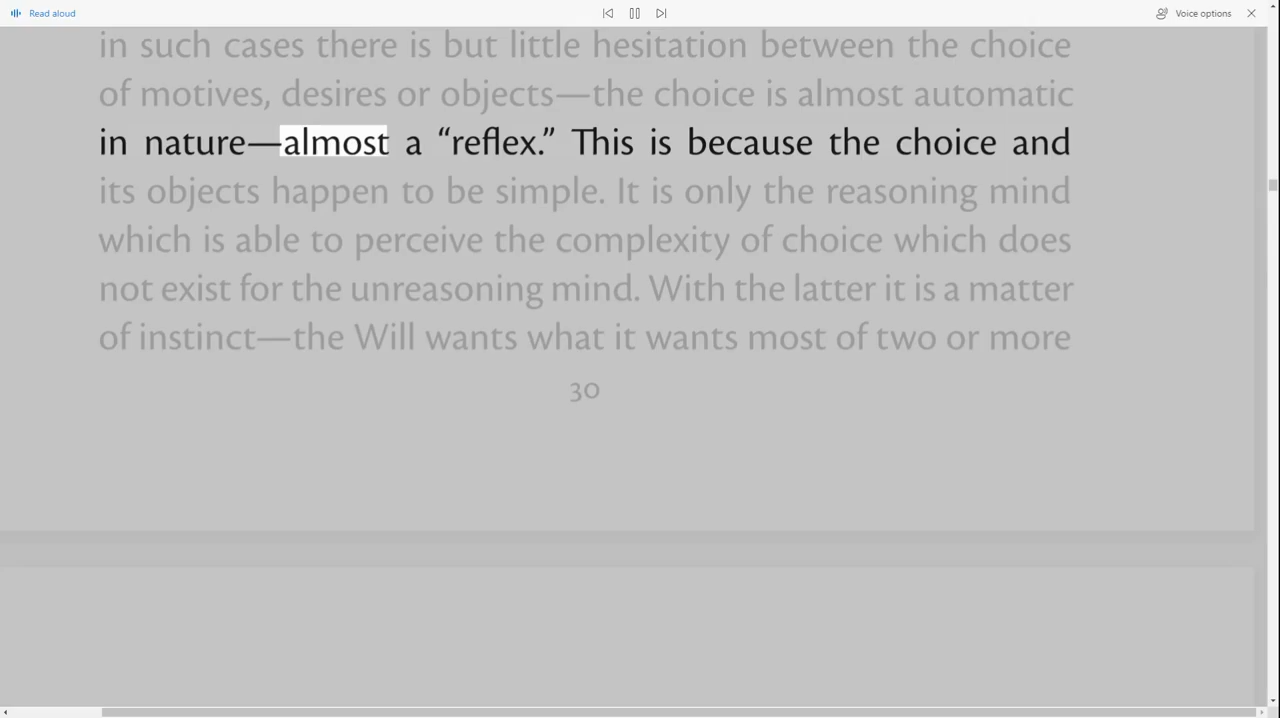 Read aloud
Voice options
in such cases there is but little hesitation between the choice
of motives, desires or objects—the choice is almost automatic
in nature—almost a “reflex.” This is because the choice and
its objects happen to be simple. It is only the reasoning mind
which is able to perceive the complexity of choice which does
not exist for the unreasoning mind. With the latter it is a matter
of instinct—the Will wants what it wants most of two or more
30